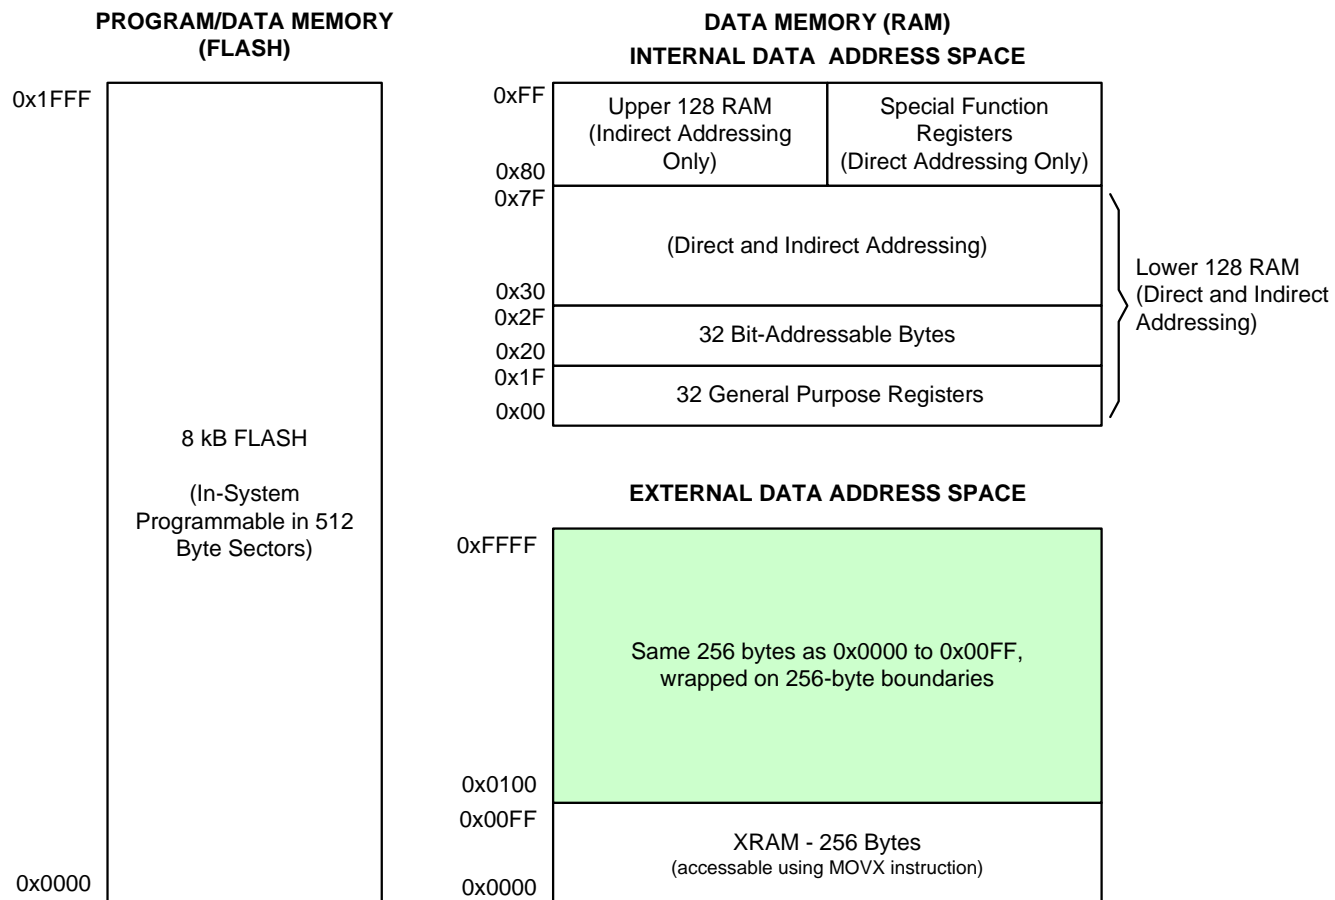 PROGRAM/DATA MEMORY
(FLASH)
0x1FFF
8 kB FLASH
(In-System
Programmable in 512
Byte Sectors)
0x0000
DATA MEMORY (RAM)
INTERNAL DATA ADDRESS SPACE
0xFF
Upper 128 RAM
(Indirect Addressing
Only)
0x80
Special Function
Registers
(Direct Addressing Only)
0x7F
(Direct and Indirect Addressing)
0x30
0x2F
32 Bit-Addressable Bytes
0x20
0x1F
32 General Purpose Registers
0x00
Lower 128 RAM
(Direct and Indirect
Addressing)
EXTERNAL DATA ADDRESS SPACE
0xFFFF
Same 256 bytes as 0x0000 to 0x00FF,
wrapped on 256-byte boundaries
0x0100
0x00FF
XRAM - 256 Bytes
(accessable using MOVX instruction)
0x0000